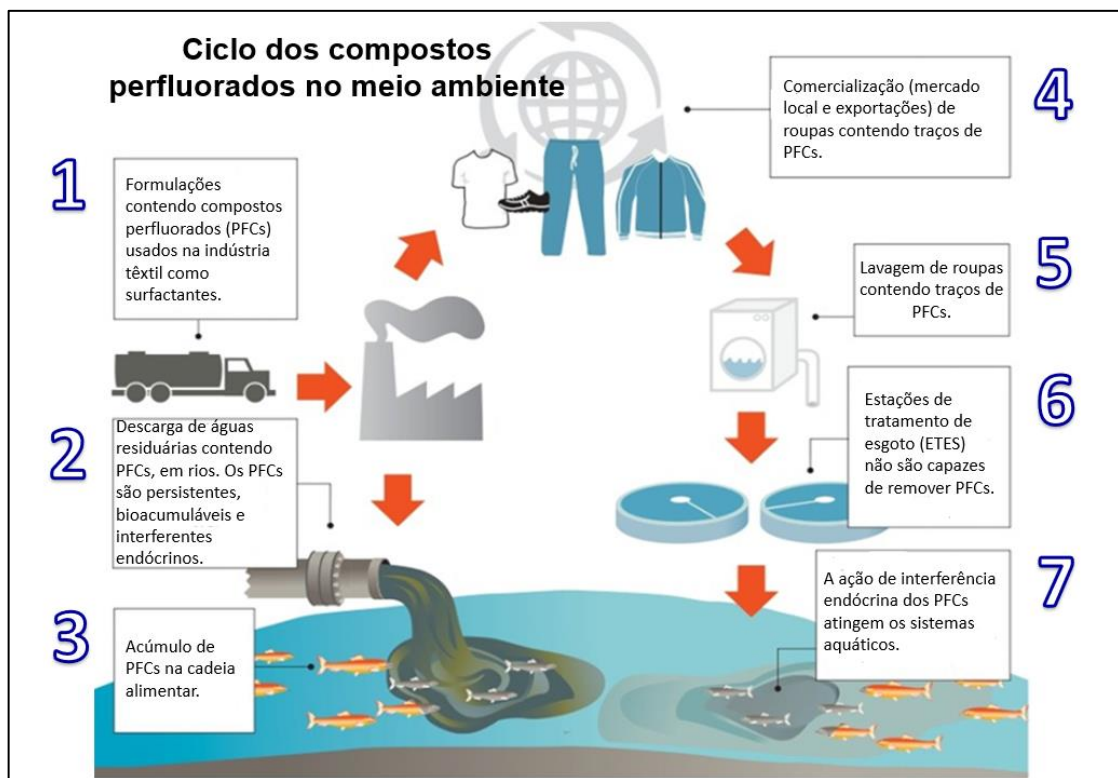 Ciclo dos compostos
perfluorados no meio ambiente
1
Formulações
contendo compostos
perfluorados (PFCs)
usados na indústria
têxtil como
surfactantes.
2
Descarga de águas
residuárias contendo
PFCs, em rios. Os PFCs
são persistentes,
bioacumuláveis e
interferentes
endócrinos.
3
Acúmulo de
PFCs na cadeia
alimentar.
4
Comercialização (mercado
local e exportações) de
roupas contendo traços de
PFCs.
5
Lavagem de roupas
contendo traços de
PFCs.
6
Estações de
tratamento de
esgoto (ETES)
não são capazes
de remover PFCs.
7
A ação de interferência
endócrina dos PFCs
atingem os sistemas
aquáticos.